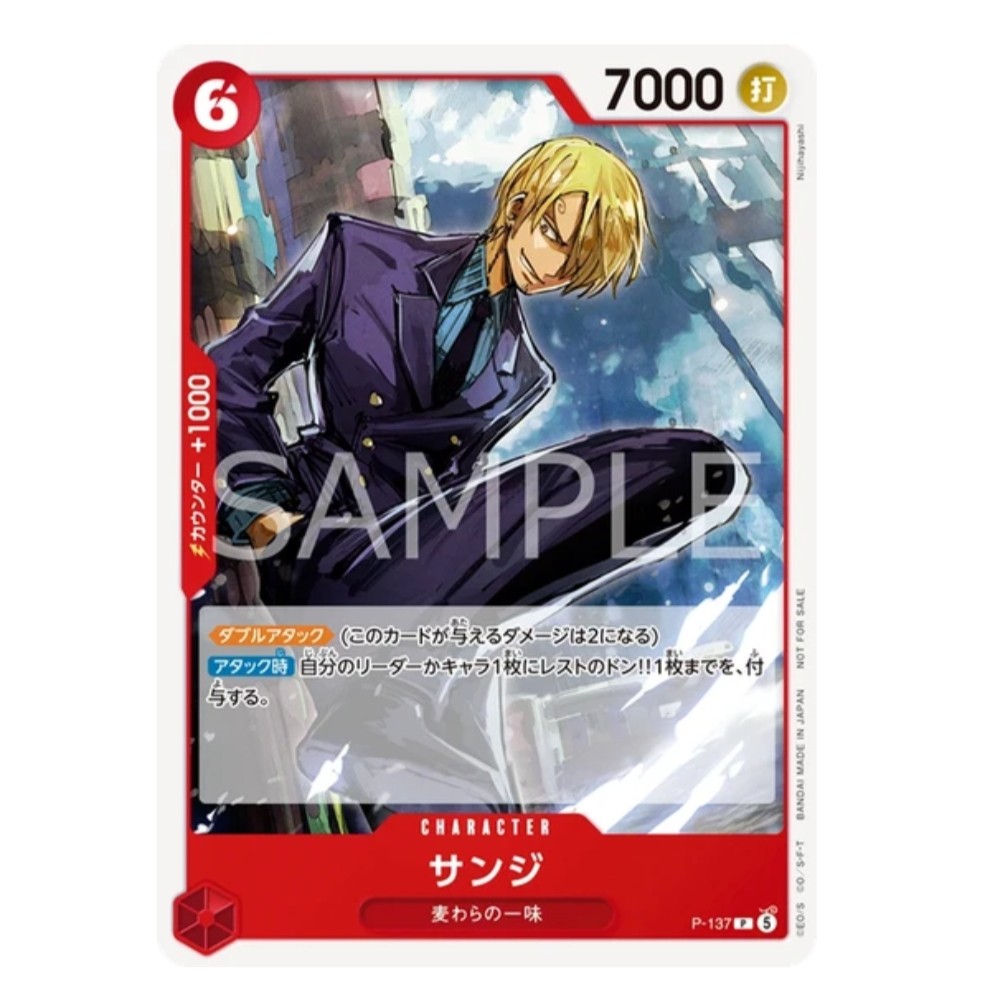 6
7000 打
Nijihayashi
⚡カウンター +1000
SAMPLE
ダブルアタック (このカードが与えるダメージは2になる)
アタック時 自分のリーダーかキャラ1枚にレストのドン!!1枚までを、付
与する。
CHARACTER
サンジ
麦わらの一味
P-137 P 5
©EO/S ©O/S・F・T BANDAI MADE IN JAPAN NOT FOR SALE